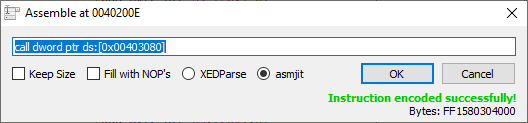 Assemble at 0040200E
call dword ptr ds:[0x00403080]
Keep Size
Fill with NOP's
XEDParse
asmjit
OK
Cancel
Instruction encoded successfully!
Bytes: FF1580304000